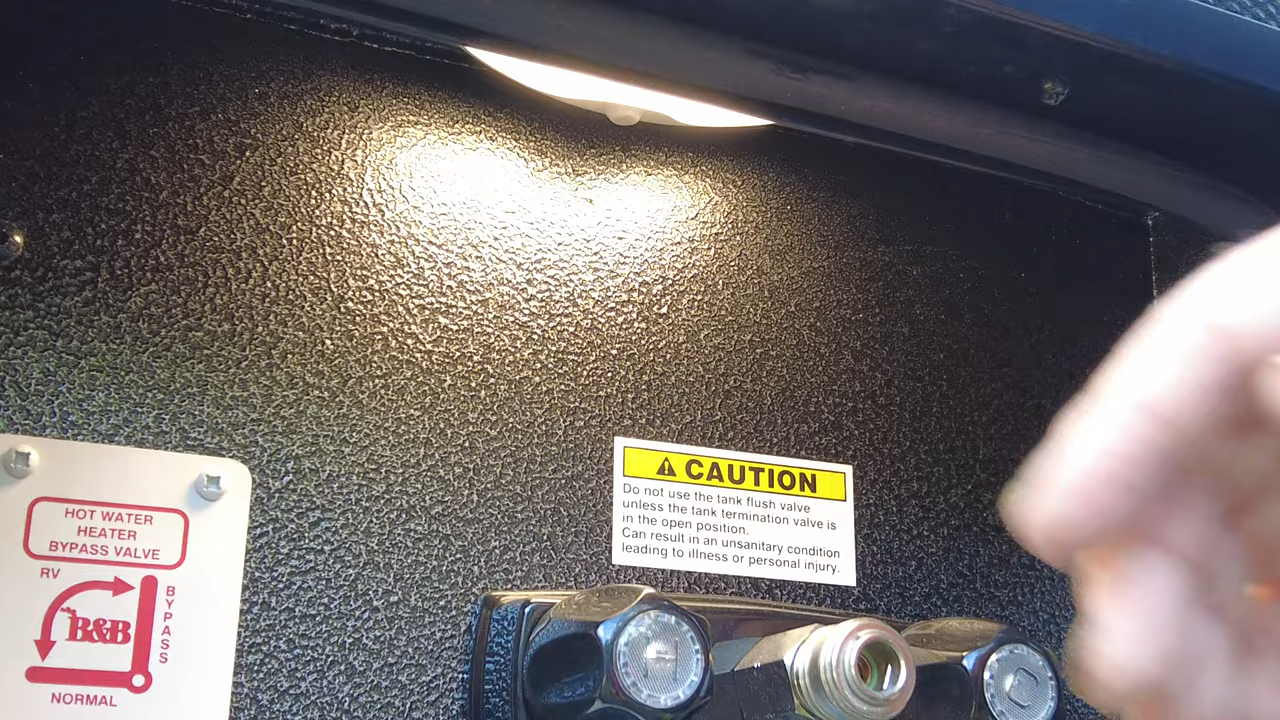 HOT WATER
HEATER
BYPASS VALVE
RV
BYPASS
B&B
NORMAL
CAUTION
Do not use the tank flush valve
unless the tank termination valve is
in the open position.
Can result in an unsanitary condition
leading to illness or personal injury.
C